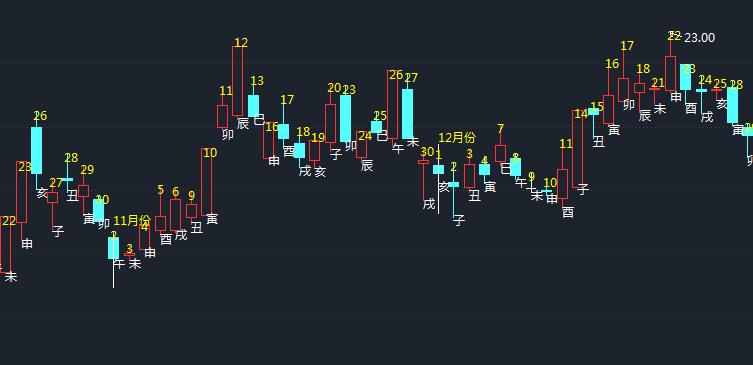 22
未
23
申
26
亥
27
子
28
丑
29
寅
30
卯
11月份
2
午
3
未
4
申
5
酉
6
戌
9
亥
10
寅
11
卯
12
辰
13
巳
16
申
17
酉
18
戌
19
亥
20
子
23
卯
24
辰
25
巳
26
午
27
未
30
戌
12月份
1
亥
2
子
3
丑
4
寅
7
巳
8
午
9
未
10
申
11
酉
14
子
15
丑
16
寅
17
卯
18
辰
21
未
22
申
23.00
23
酉
24
戌
25
亥
28
寅
29
卯